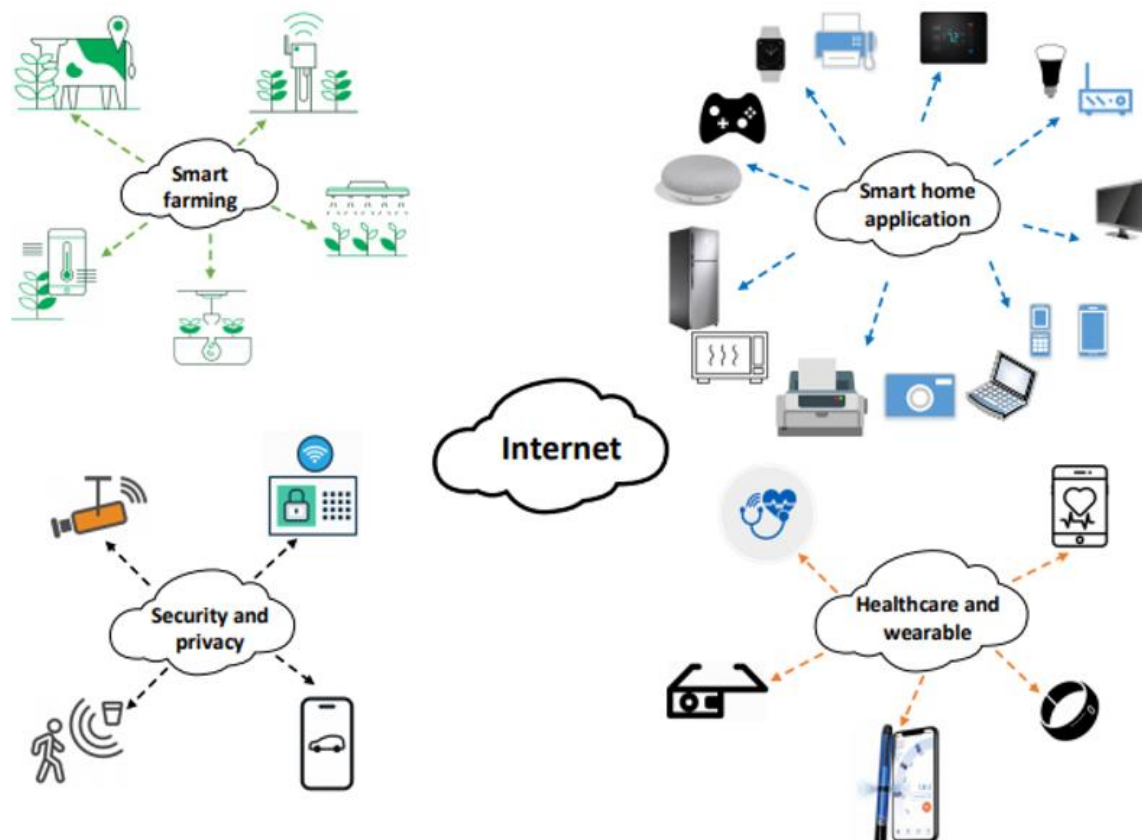 Smart
farming
Smart home
application
Internet
Security and
privacy
Healthcare and
wearable